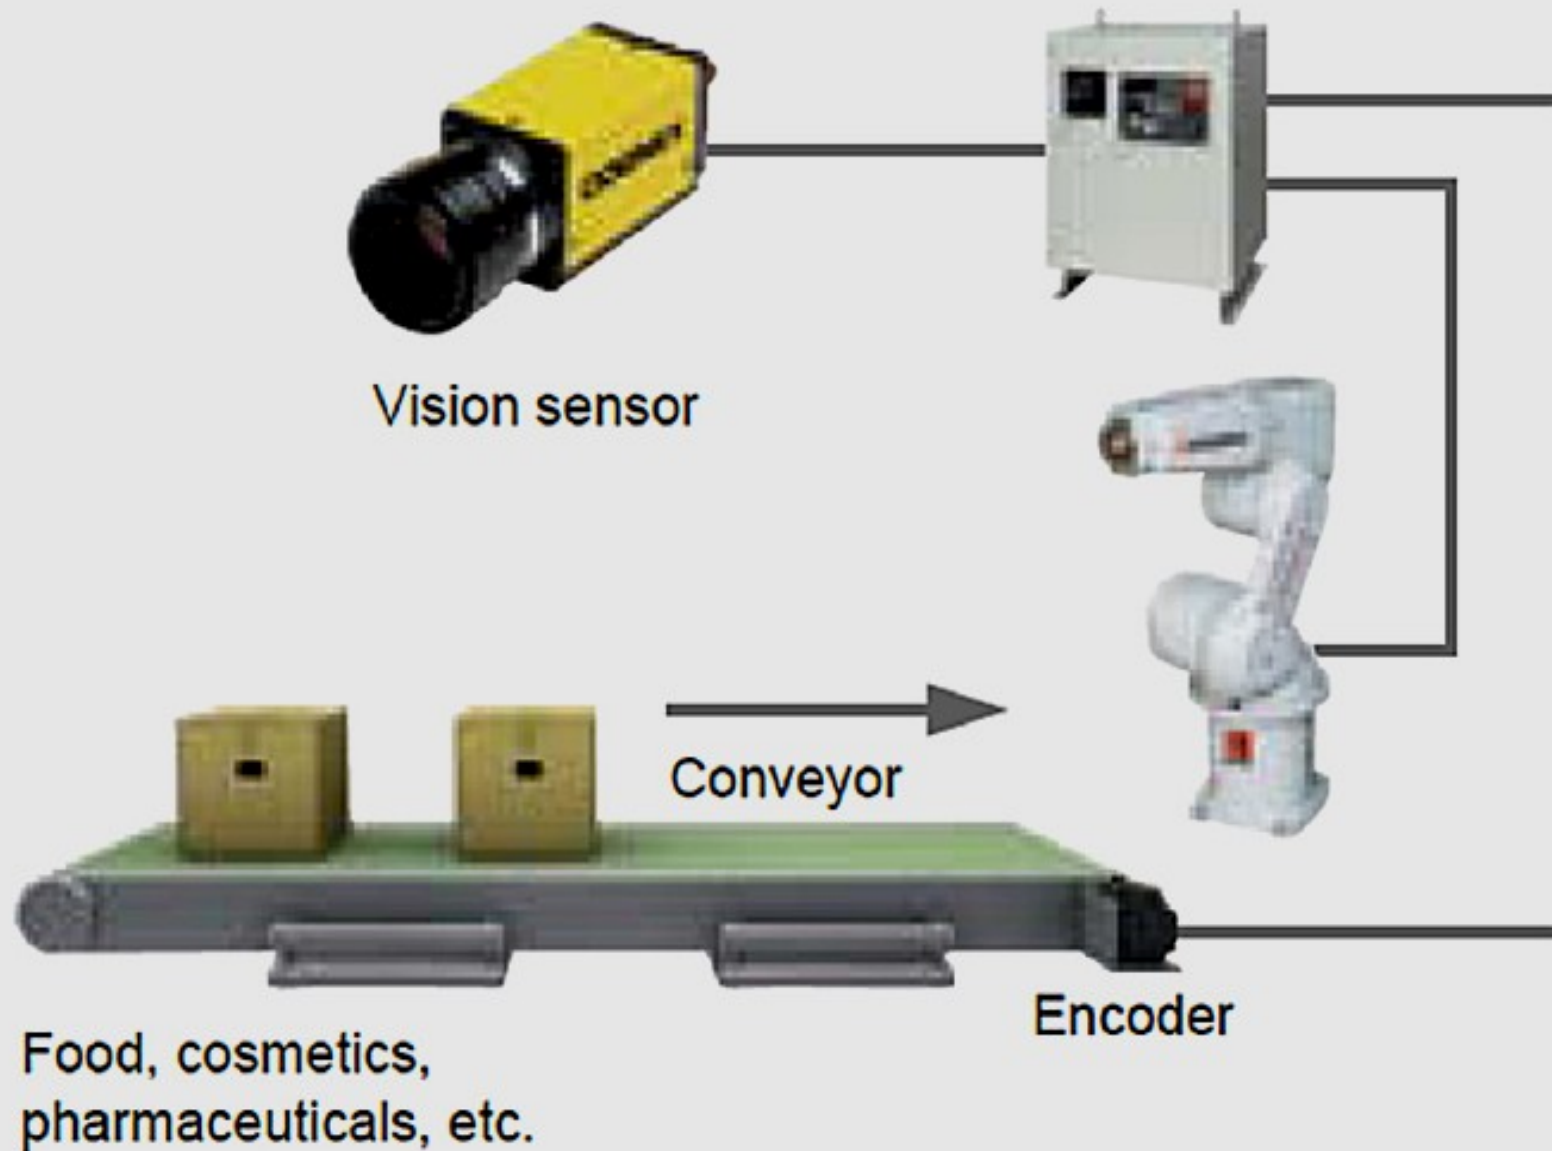 Vision sensor
Conveyor
Encoder
Food, cosmetics,
pharmaceuticals, etc.